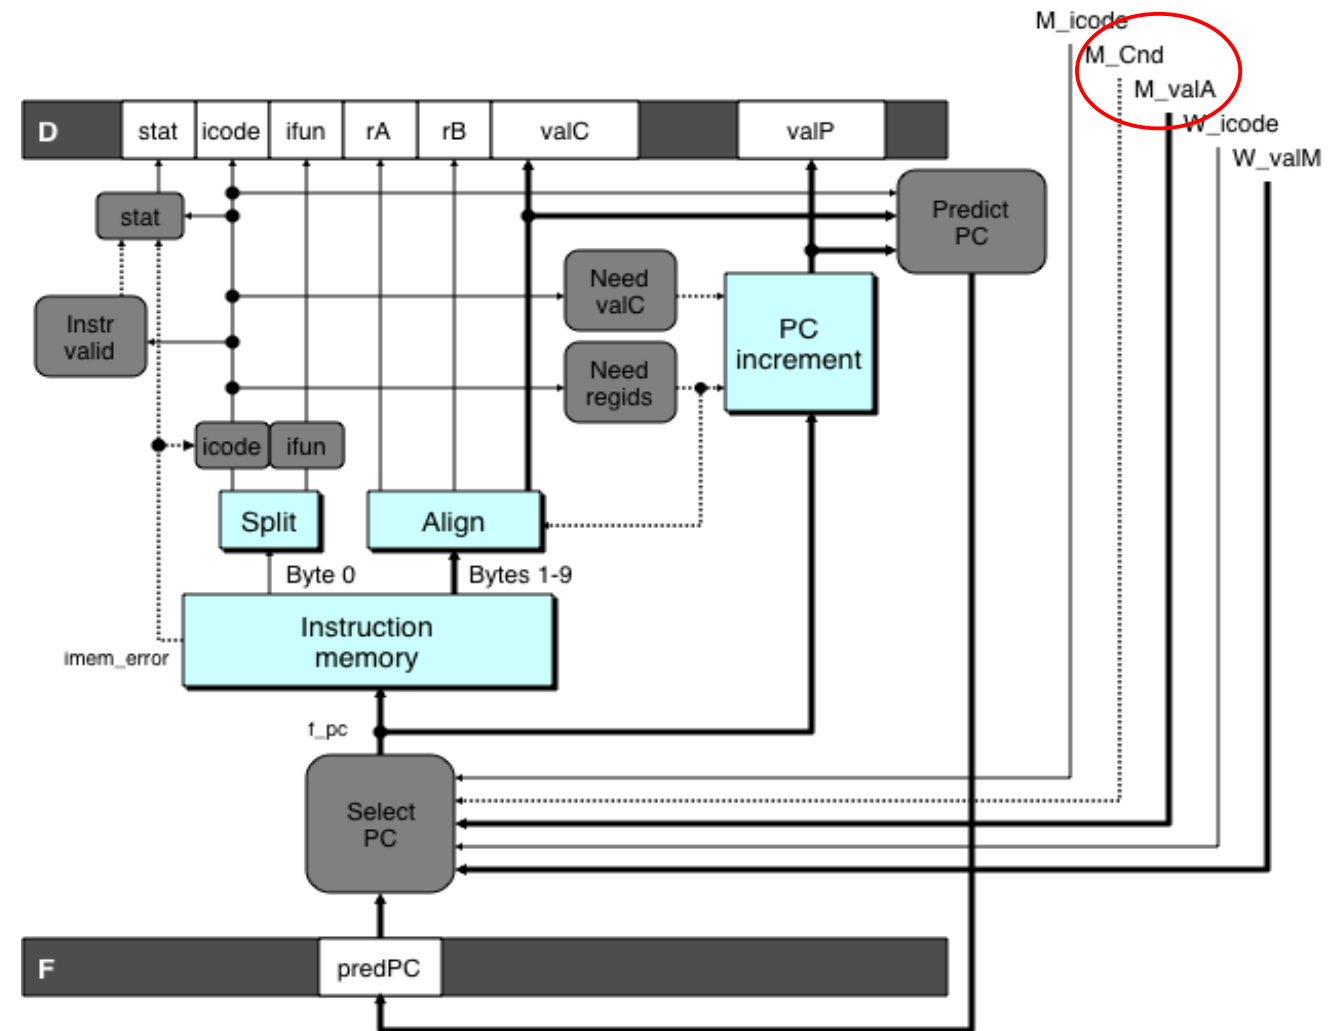 M_icode
M_Cnd
M_valA
W_icode
W_valM
D
stat
icode
ifun
rA
rB
valC
valP
stat
Predict
PC
Need
valC
Instr
valid
PC
increment
Need
regids
icode
ifun
Split
Align
Byte 0
Bytes 1-9
Instruction
memory
imem_error
f_pc
Select
PC
F
predPC